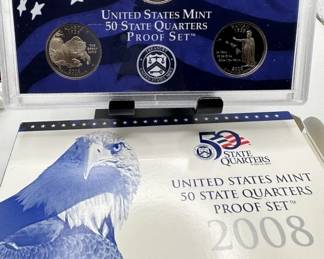 UNITED STATES MINT
50 STATE QUARTERS
PROOF SET™
50
STATE
QUARTERS
UNITED STATES MINT
50 STATE QUARTERS
PROOF SET™
2008